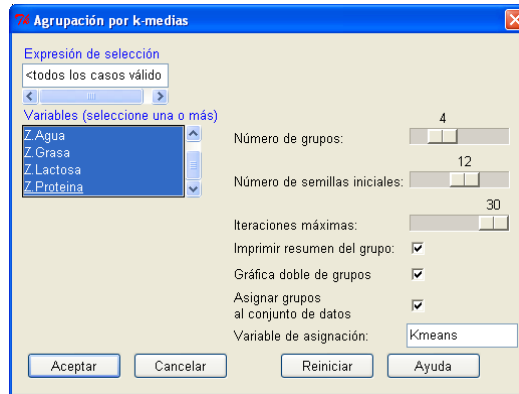 Agrupación por k-medias
Expresión de selección
<todos los casos válido
Variables (seleccione una o más)
Z.Agua
Z.Grasa
Z.Lactosa
Z.Proteina
4
Número de grupos:
12
Número de semillas iniciales:
30
Iteraciones máximas:
Imprimir resumen del grupo:
Gráfica doble de grupos
Asignar grupos
al conjunto de datos
Variable de asignación: Kmeans
Aceptar Cancelar Reiniciar Ayuda